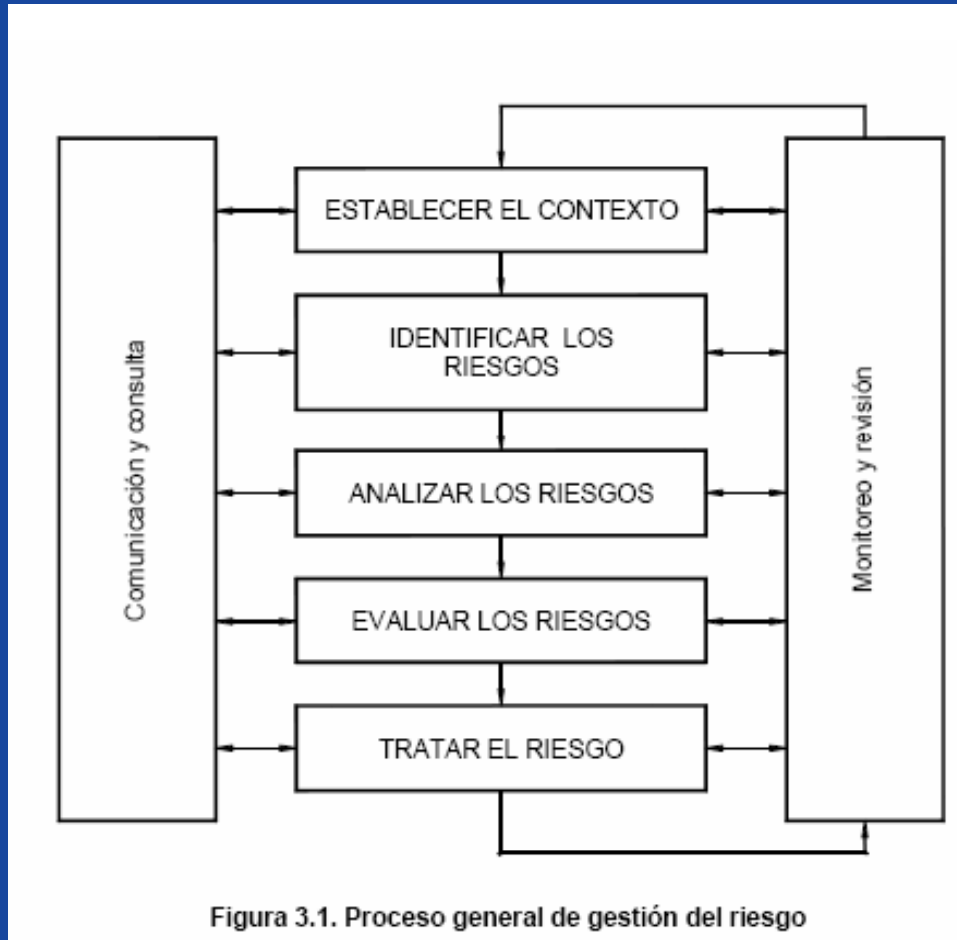 ESTABLECER EL CONTEXTO
IDENTIFICAR LOS
RIESGOS
ANALIZAR LOS RIESGOS
EVALUAR LOS RIESGOS
TRATAR EL RIESGO
Comunicación y consulta
Monitoreo y revisión
Figura 3.1. Proceso general de gestión del riesgo